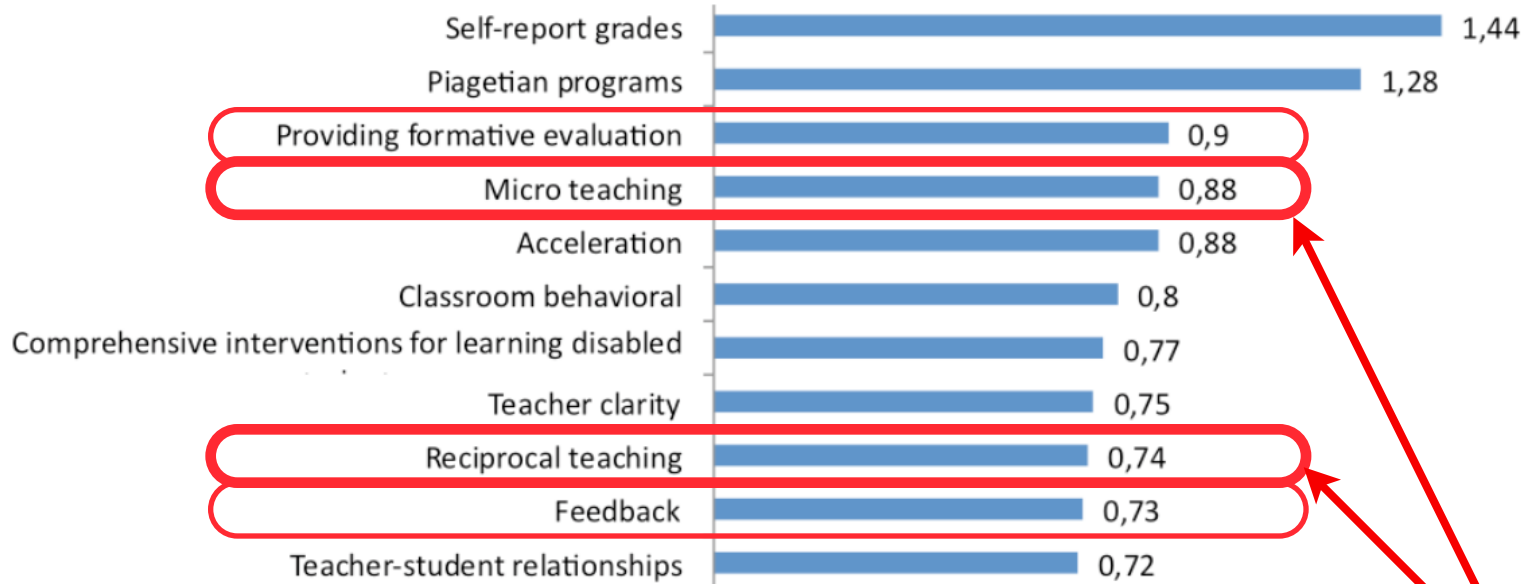 Self-report grades 1,44
Piagetian programs 1,28
Providing formative evaluation 0,9
Micro teaching 0,88
Acceleration 0,88
Classroom behavioral 0,8
Comprehensive interventions for learning disabled 0,77
Teacher clarity 0,75
Reciprocal teaching 0,74
Feedback 0,73
Teacher-student relationships 0,72